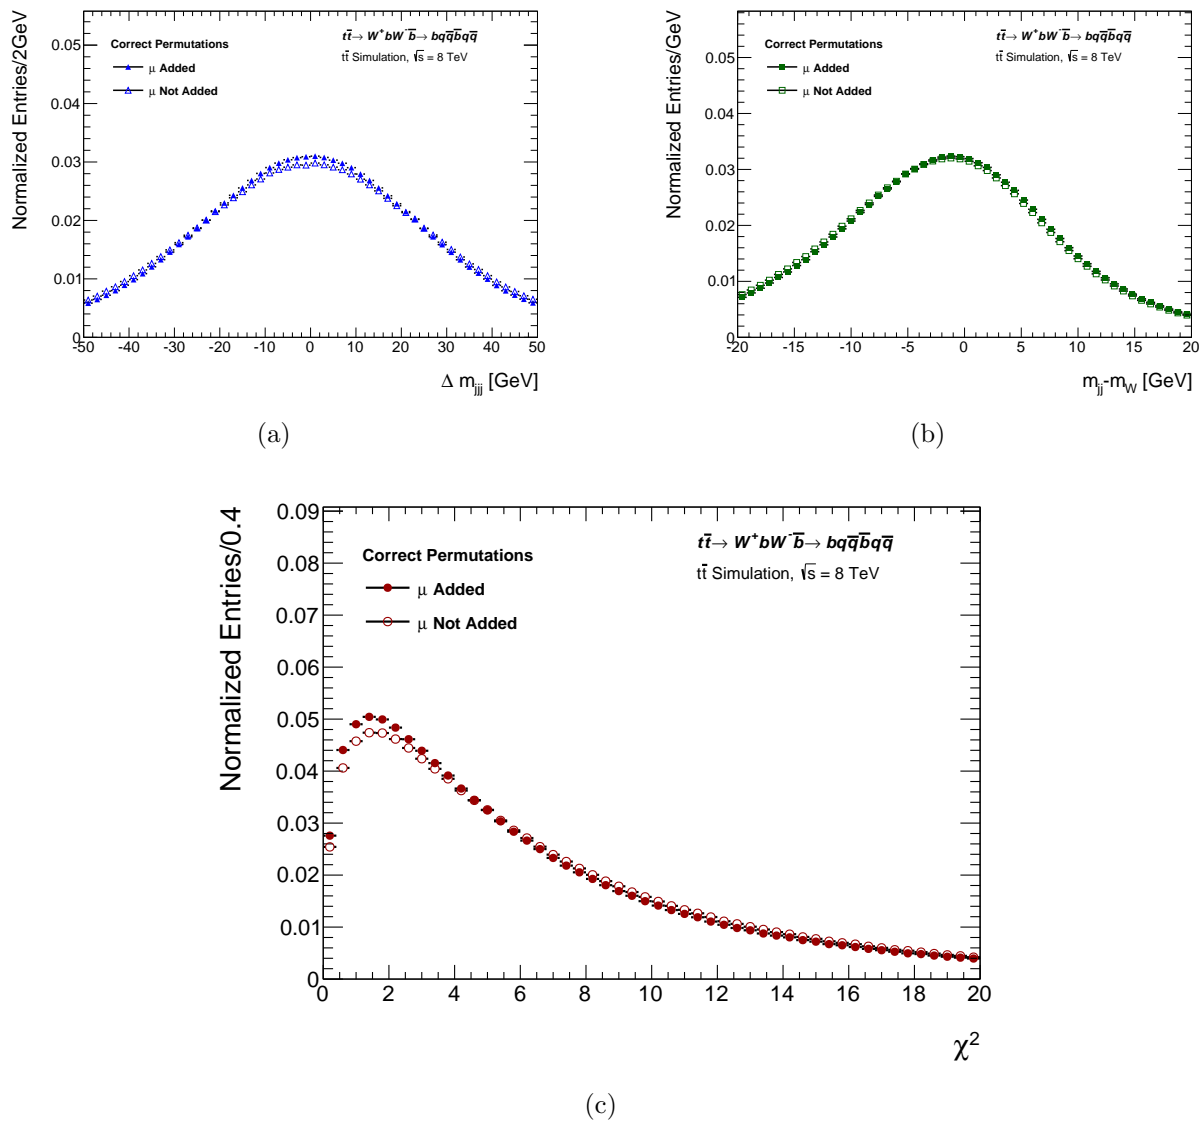 Normalized Entries/2GeV
0.05
0.04
0.03
0.02
0.01
0
Correct Permutations
μ Added
μ Not Added
tt̅→ W⁺bW⁻b̅→ bqq̅b̅qq̅
tt̅ Simulation, √s = 8 TeV
-50 -40 -30 -20 -10 0 10 20 30 40 50
Δ m_jjj [GeV]
(a)
Normalized Entries/GeV
0.05
0.04
0.03
0.02
0.01
0
Correct Permutations
μ Added
μ Not Added
tt̅→ W⁺bW⁻b̅→ bqq̅b̅qq̅
tt̅ Simulation, √s = 8 TeV
-20 -15 -10 -5 0 5 10 15 20
m_jj-m_W [GeV]
(b)
Normalized Entries/0.4
0.09
0.08
0.07
0.06
0.05
0.04
0.03
0.02
0.01
0
Correct Permutations
μ Added
μ Not Added
tt̅→ W⁺bW⁻b̅→ bqq̅b̅qq̅
tt̅ Simulation, √s = 8 TeV
0 2 4 6 8 10 12 14 16 18 20
χ²
(c)